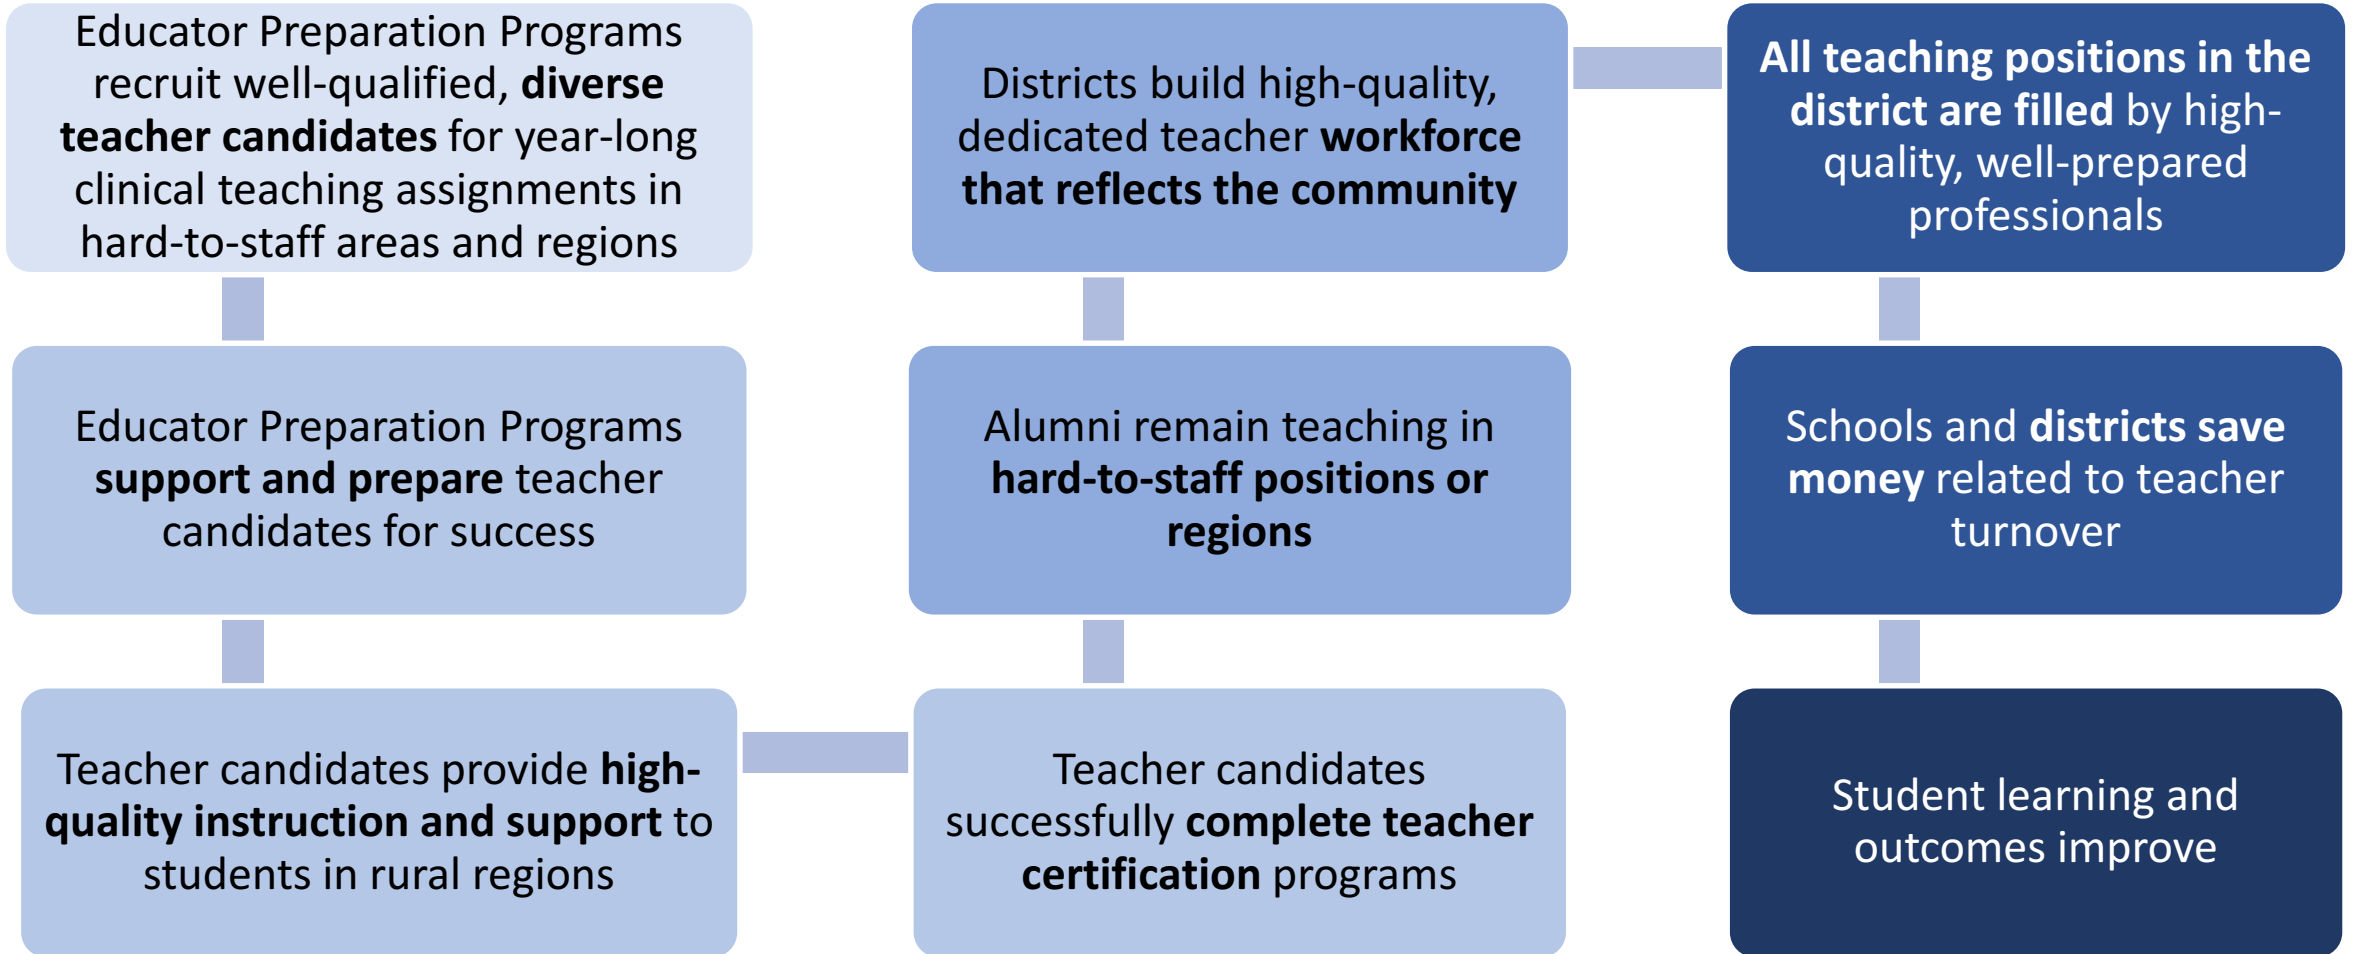 Educator Preparation Programs
recruit well-qualified, diverse
teacher candidates for year-long
clinical teaching assignments in
hard-to-staff areas and regions
Educator Preparation Programs
support and prepare teacher
candidates for success
Teacher candidates provide high-
quality instruction and support to
students in rural regions
Teacher candidates
successfully complete teacher
certification programs
Alumni remain teaching in
hard-to-staff positions or
regions
Districts build high-quality,
dedicated teacher workforce
that reflects the community
All teaching positions in the
district are filled by high-
quality, well-prepared
professionals
Schools and districts save
money related to teacher
turnover
Student learning and
outcomes improve